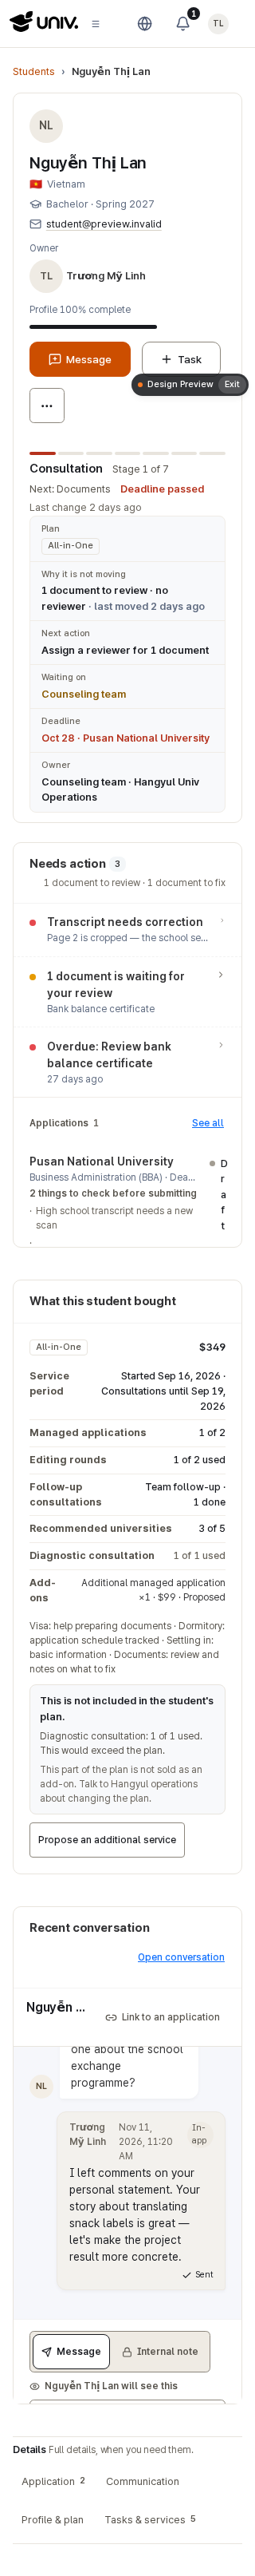 UNIV.
1
TL
Students › Nguyễn Thị Lan
NL
Nguyễn Thị Lan
🇻🇳 Vietnam
Bachelor · Spring 2027
student@preview.invalid
Owner
TL Trương Mỹ Linh
Profile 100% complete
Message
+ Task
Design Preview Exit
···
Consultation Stage 1 of 7
Next: Documents Deadline passed
Last change 2 days ago
Plan
All-in-One
Why it is not moving
1 document to review · no
reviewer · last moved 2 days ago
Next action
Assign a reviewer for 1 document
Waiting on
Counseling team
Deadline
Oct 28 · Pusan National University
Owner
Counseling team · Hangyul Univ
Operations
Needs action 3
1 document to review · 1 document to fix
Transcript needs correction ›
Page 2 is cropped — the school se...
1 document is waiting for ›
your review
Bank balance certificate
Overdue: Review bank ›
balance certificate
27 days ago
Applications 1 See all
Pusan National University
Business Administration (BBA) · Dea...
2 things to check before submitting
· High school transcript needs a new
scan
·
D
r
a
f
t
What this student bought
All-in-One $349
Service Started Sep 16, 2026 ·
period Consultations until Sep 19,
2026
Managed applications 1 of 2
Editing rounds 1 of 2 used
Follow-up Team follow-up ·
consultations 1 done
Recommended universities 3 of 5
Diagnostic consultation 1 of 1 used
Add- Additional managed application
ons ×1 · $99 · Proposed
Visa: help preparing documents · Dormitory:
application schedule tracked · Settling in:
basic information · Documents: review and
notes on what to fix
This is not included in the student's
plan.
Diagnostic consultation: 1 of 1 used.
This would exceed the plan.
This part of the plan is not sold as an
add-on. Talk to Hangyul operations
about changing the plan.
Propose an additional service
Recent conversation
Open conversation
Nguyễn ... Link to an application
one about the school
exchange
programme?
NL
Trương Nov 11, In-
Mỹ Linh 2026, 11:20 app
AM
I left comments on your
personal statement. Your
story about translating
snack labels is great —
let's make the project
result more concrete.
Sent
Message Internal note
Nguyễn Thị Lan will see this
Details Full details, when you need them.
Application 2 Communication
Profile & plan Tasks & services 5